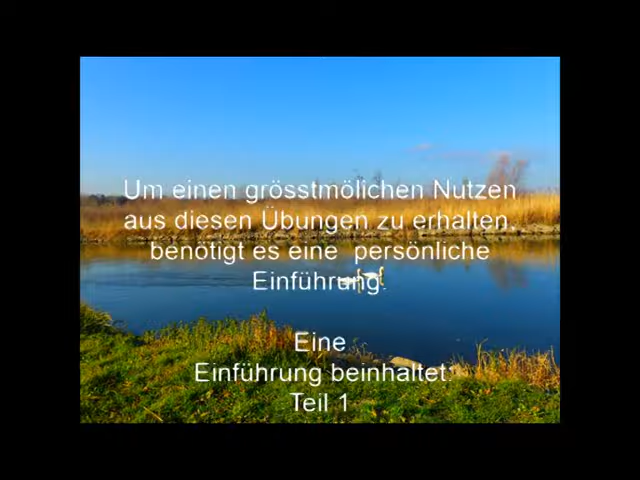 Um einen grösstmölichen Nutzen
aus diesen Übungen zu erhalten,
benötigt es eine persönliche
Einführung.
Eine
Einführung beinhaltet:
Teil 1